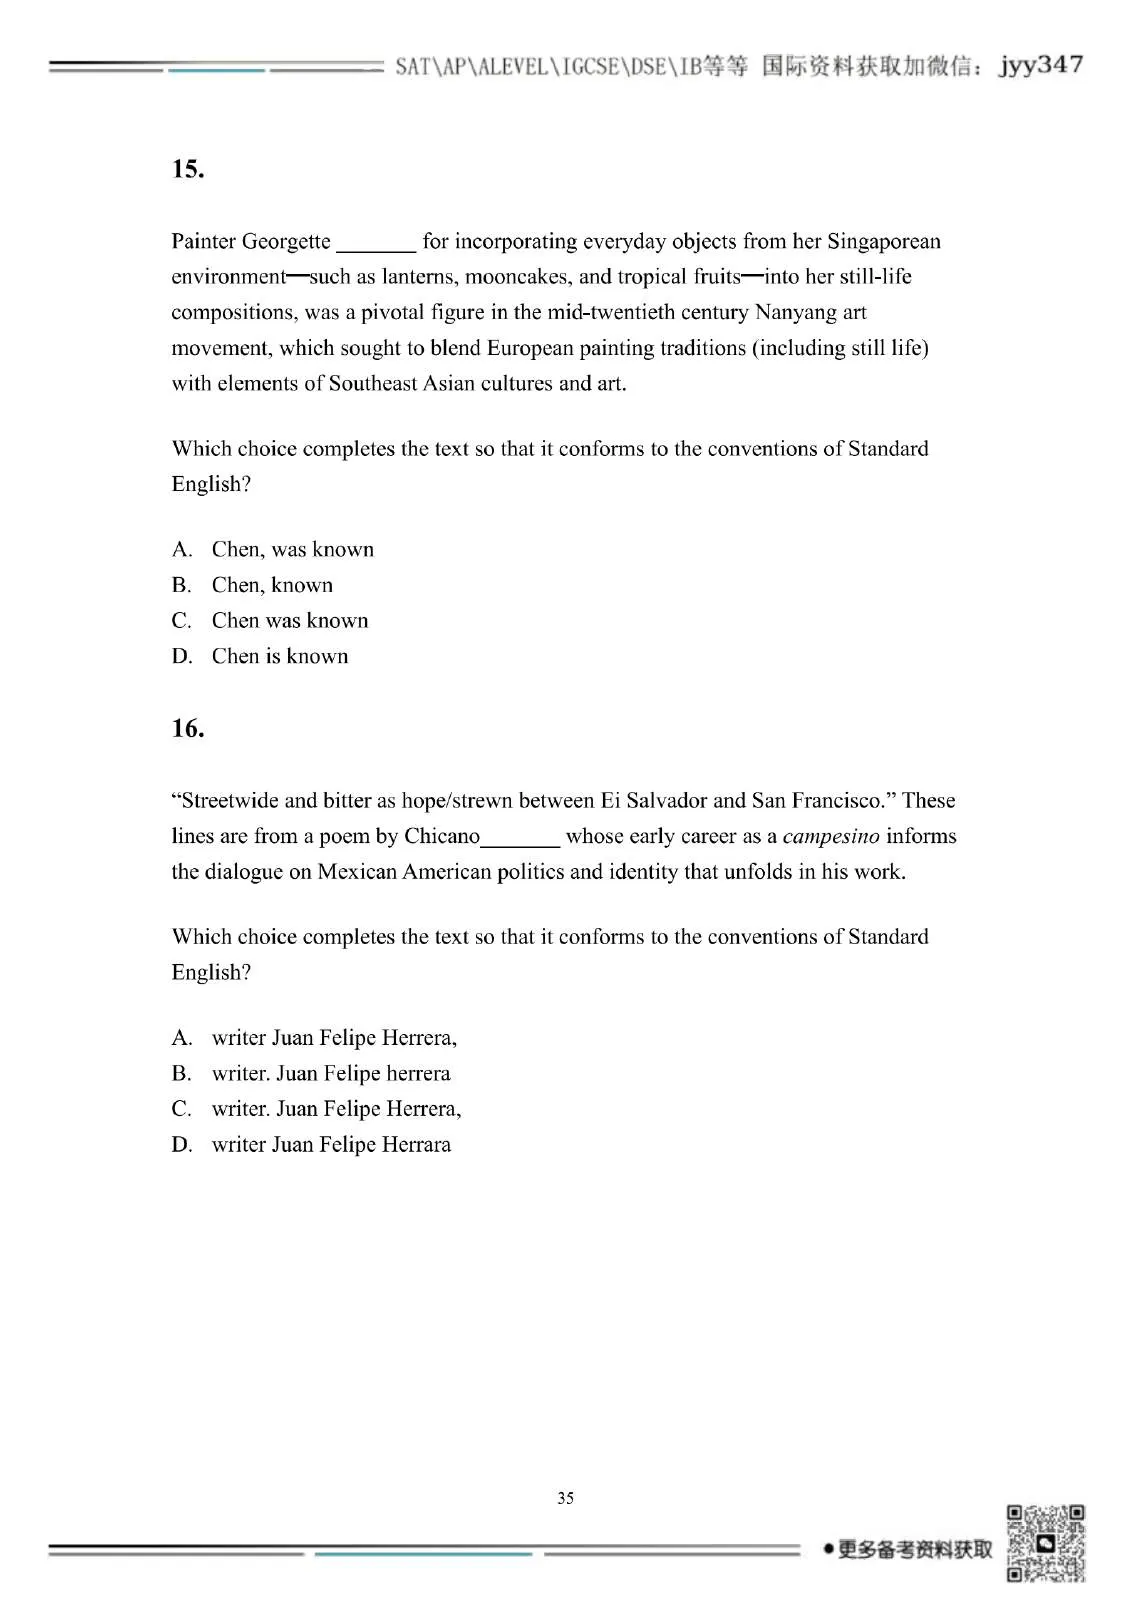 SAT\AP\ALEVEL\IGCSE\DSE\IB等等 国际资料获取加微信： jyy347
15.
Painter Georgette _______ for incorporating everyday objects from her Singaporean
environment—such as lanterns, mooncakes, and tropical fruits—into her still-life
compositions, was a pivotal figure in the mid-twentieth century Nanyang art
movement, which sought to blend European painting traditions (including still life)
with elements of Southeast Asian cultures and art.
Which choice completes the text so that it conforms to the conventions of Standard
English?
A. Chen, was known
B. Chen, known
C. Chen was known
D. Chen is known
16.
“Streetwide and bitter as hope/strewn between Ei Salvador and San Francisco.” These
lines are from a poem by Chicano_______ whose early career as a campesino informs
the dialogue on Mexican American politics and identity that unfolds in his work.
Which choice completes the text so that it conforms to the conventions of Standard
English?
A. writer Juan Felipe Herrera,
B. writer. Juan Felipe herrera
C. writer. Juan Felipe Herrera,
D. writer Juan Felipe Herrara
35
●更多备考资料获取